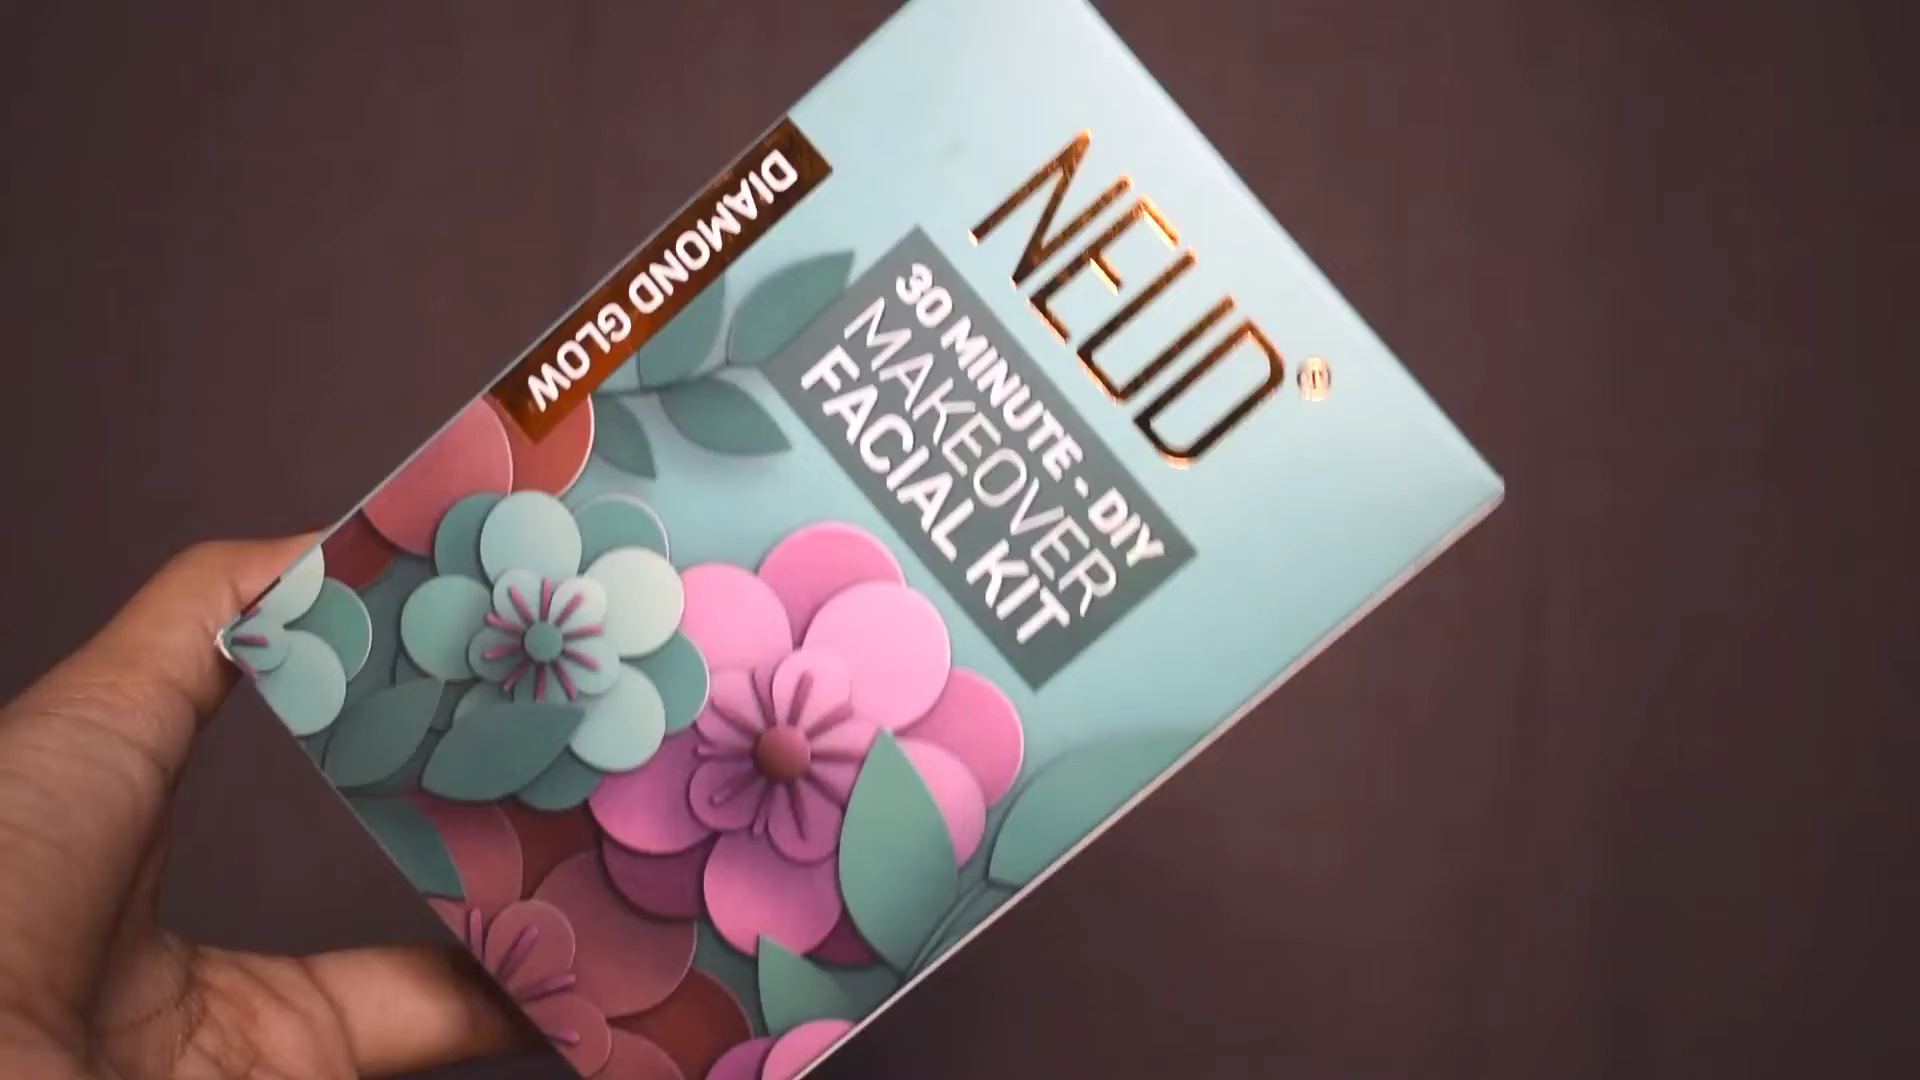 NEUD
30 MINUTE - DIY
MAKEOVER
FACIAL KIT
DIAMOND GLOW